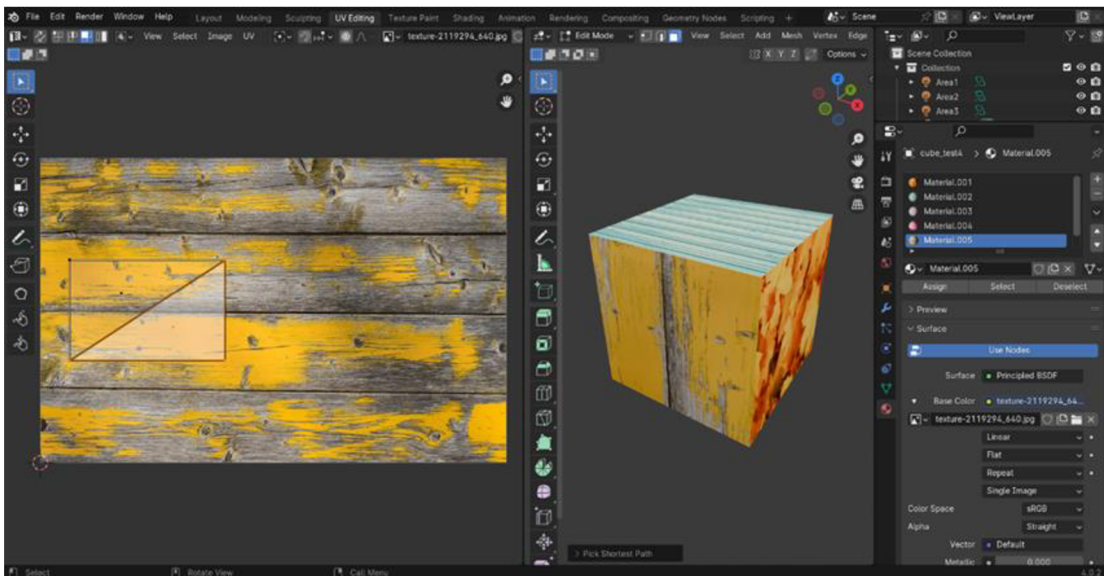 File Edit Render Window Help Layout Modeling Sculpting UV Editing Texture Paint Shading Animation Rendering Compositing Geometry Nodes Scripting + Scene ViewLayer
View Select Image UV texture-2119294_640.jpg Edit Mode View Select Add Mesh Vertex Edge
X Y Z Options
Scene Collection
Collection
Area1
Area2
Area3
cube_test4 > Material.005
Material.001
Material.002
Material.003
Material.004
Material.005
Material.005
Assign Select Deselect
> Preview
Surface
Use Nodes
Surface Principled BSDF
Base Color texture-2119294_64...
texture-2119294_640.jpg
Linear
Flat
Repeat
Single Image
Color Space sRGB
Alpha Straight
Vector Default
Metallic 0.000
> Pick Shortest Path
Select Rotate View Call Menu 4.0.2